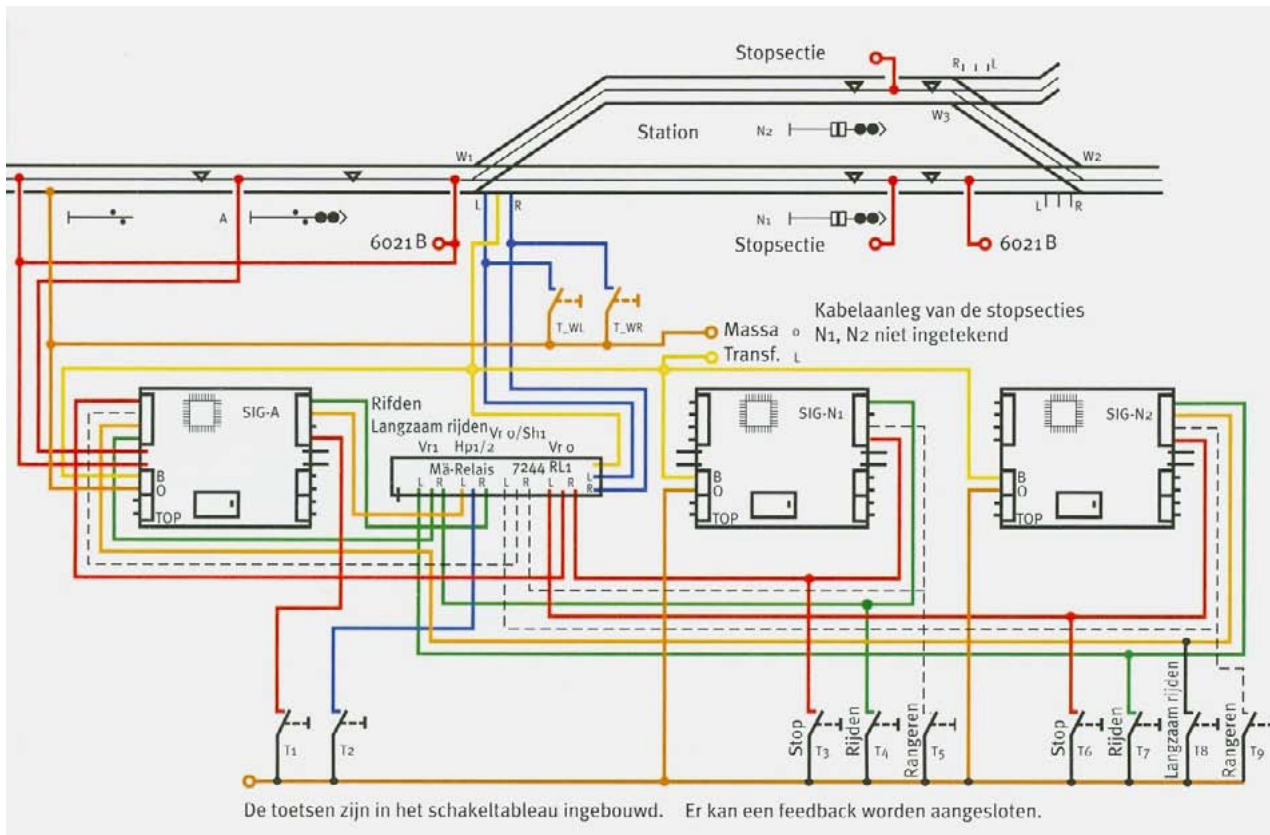 Stopsectie
R L
W3
Station
N2
W1
W2
A
L R
N1
L R
6021 B
Stopsectie
6021 B
T_WL
T_WR
Kabelaanleg van de stopsecties
N1, N2 niet ingetekend
Massa o
Transf. L
SIG-A
Rifden
Langzaam rijden
Vr 0/Sh1
Vr1 Hp1/2 Vr 0
Mä-Relais 7244 RL1
L R L R L R L R
L
R
B
O
TOP
SIG-N1
B
O
TOP
SIG-N2
B
O
TOP
T1
T2
Stop
T3
Rijden
T4
Rangeren
T5
Stop
T6
Rijden
T7
Langzaam rijden
T8
Rangeren
T9
De toetsen zijn in het schakeltableau ingebouwd. Er kan een feedback worden aangesloten.